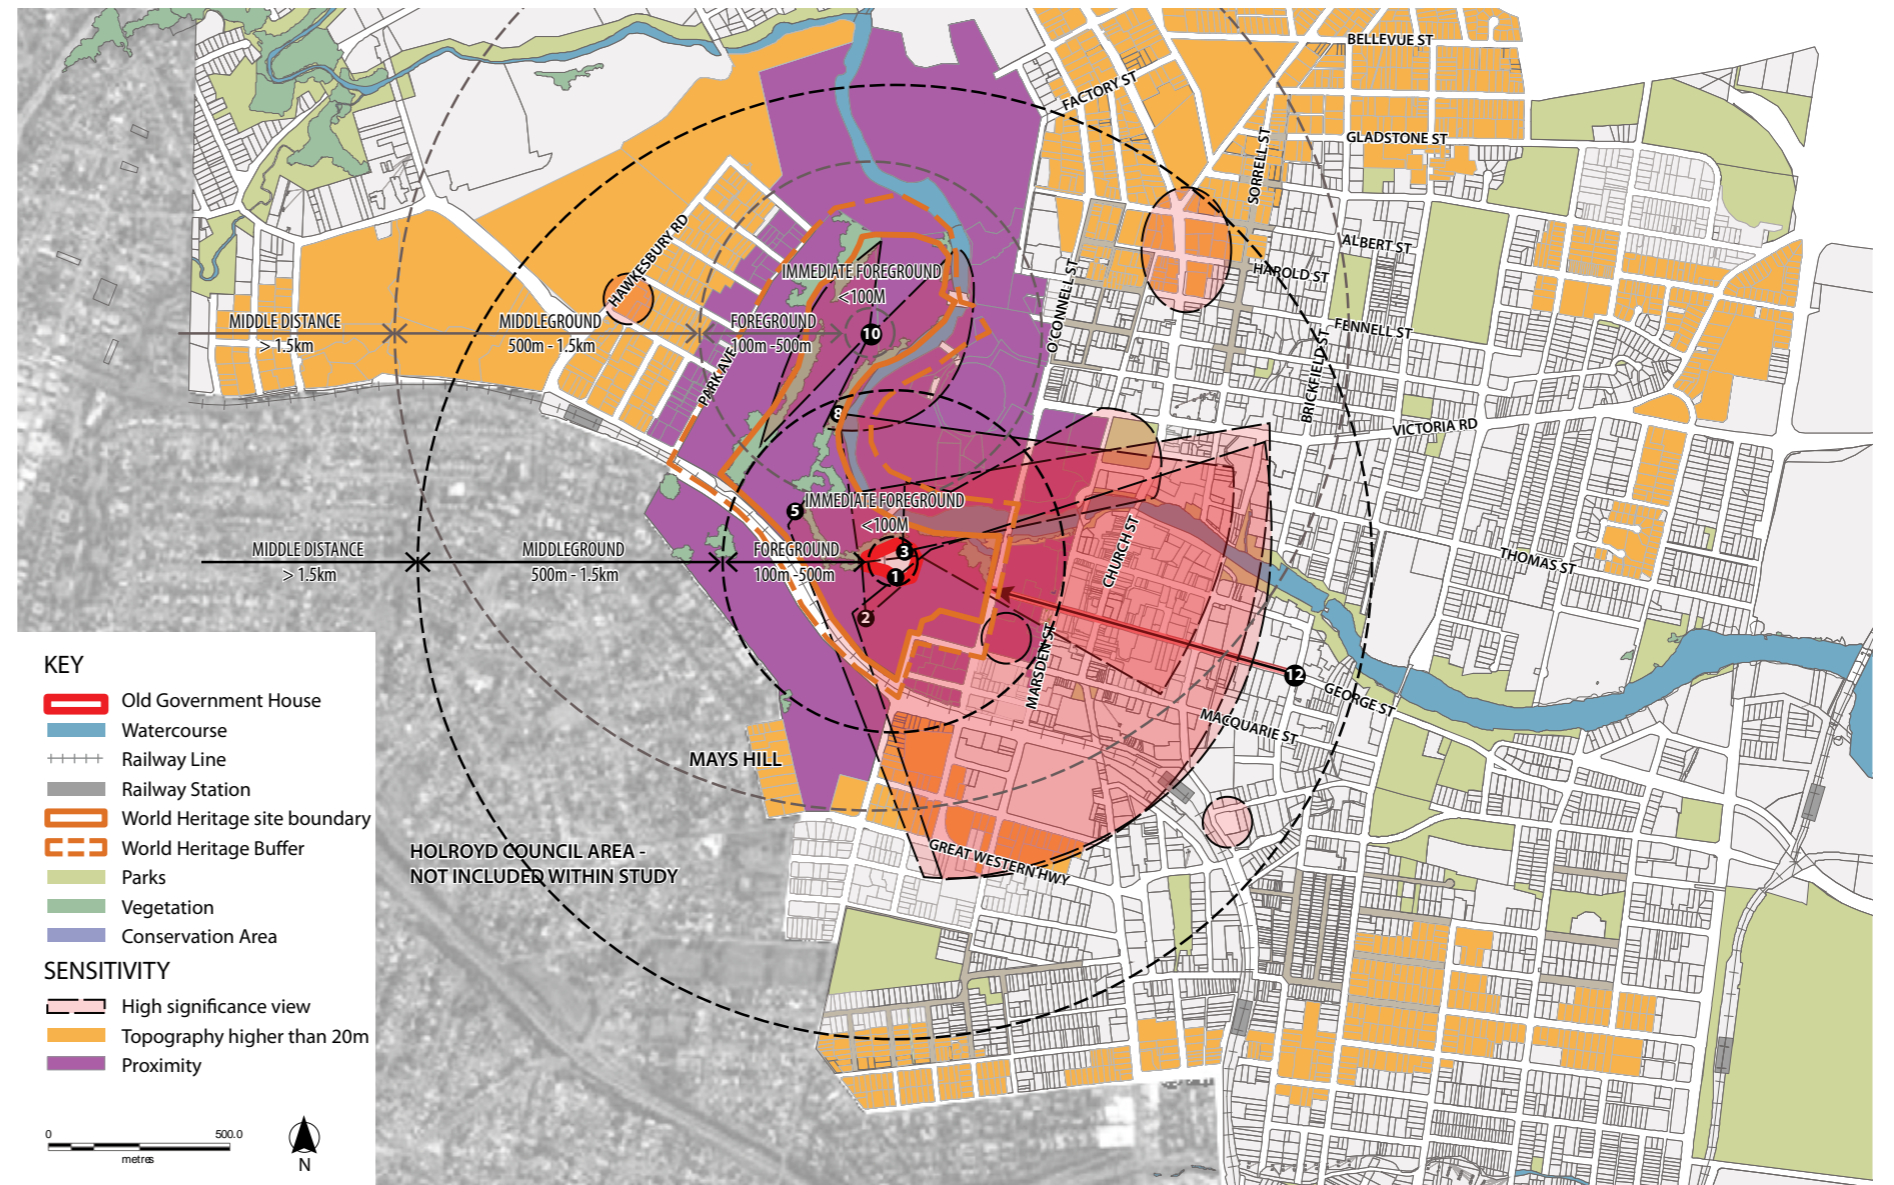 BELLEVUE ST
FACTORY ST
GLADSTONE ST
SORRELL ST
ALBERT ST
HAROLD ST
HAWKESBURY RD
O'CONNELL ST
IMMEDIATE FOREGROUND
<100M
MIDDLE DISTANCE
> 1.5km
MIDDLEGROUND
500m - 1.5km
FOREGROUND
100m -500m
10
FENNELL ST
BRICKFIELD ST
PARK AVE
8
VICTORIA RD
5
IMMEDIATE FOREGROUND
<100M
MIDDLE DISTANCE
> 1.5km
MIDDLEGROUND
500m - 1.5km
FOREGROUND
100m -500m
3
1
2
CHURCH ST
THOMAS ST
MARSDEN ST
12
GEORGE ST
MACQUARIE ST
MAYS HILL
GREAT WESTERN HWY
HOLROYD COUNCIL AREA -
NOT INCLUDED WITHIN STUDY
KEY
Old Government House
Watercourse
Railway Line
Railway Station
World Heritage site boundary
World Heritage Buffer
Parks
Vegetation
Conservation Area
SENSITIVITY
High significance view
Topography higher than 20m
Proximity
0
500.0
metres
N